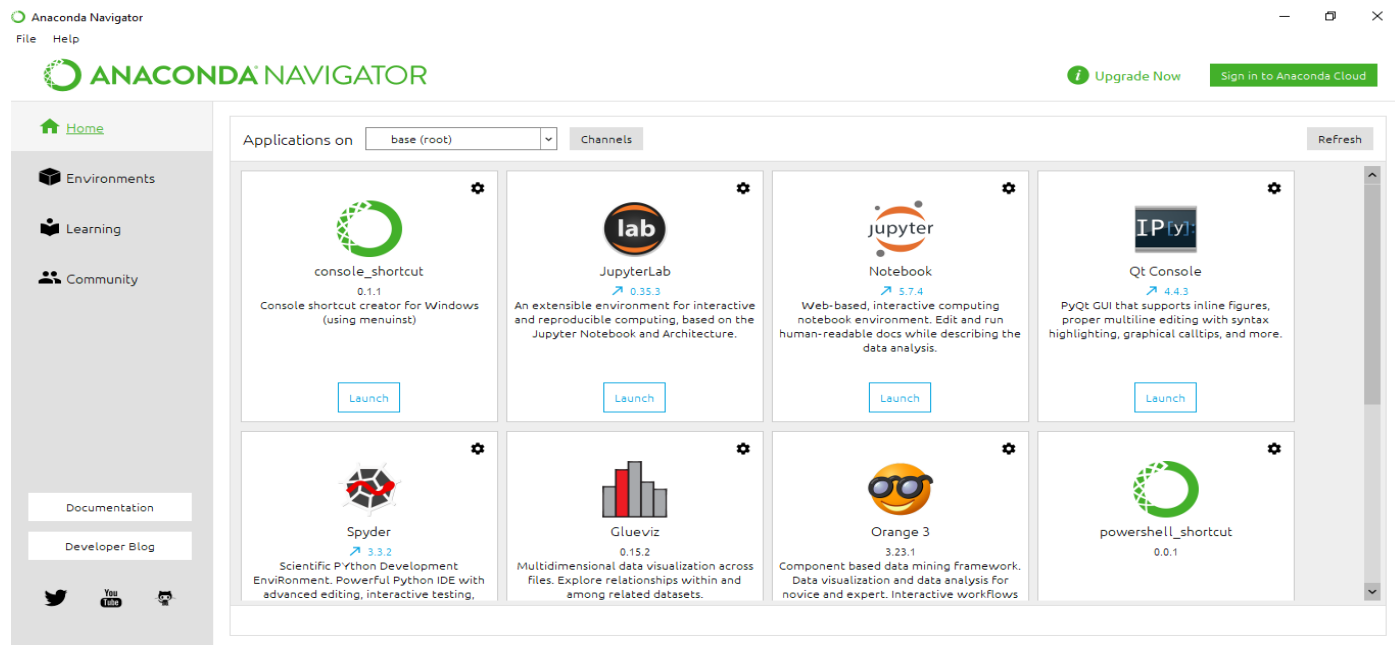 Anaconda Navigator
File Help
ANACONDA NAVIGATOR
Upgrade Now
Sign in to Anaconda Cloud
Home
Environments
Learning
Community
Documentation
Developer Blog
You
Tube
Applications on
base (root)
Channels
Refresh
console_shortcut
0.1.1
Console shortcut creator for Windows
(using menuinst)
Launch
lab
JupyterLab
0.35.3
An extensible environment for interactive
and reproducible computing, based on the
Jupyter Notebook and Architecture.
Launch
jupyter
Notebook
5.7.4
Web-based, interactive computing
notebook environment. Edit and run
human-readable docs while describing the
data analysis.
Launch
IP[y]:
Qt Console
4.4.3
PyQt GUI that supports inline figures,
proper multiline editing with syntax
highlighting, graphical calltips, and more.
Launch
Spyder
3.3.2
Scientific PYthon Development
EnviRonment. Powerful Python IDE with
advanced editing, interactive testing,
Glueviz
0.15.2
Multidimensional data visualization across
files. Explore relationships within and
among related datasets.
Orange 3
3.23.1
Component based data mining framework.
Data visualization and data analysis for
novice and expert. Interactive workflows
powershell_shortcut
0.0.1